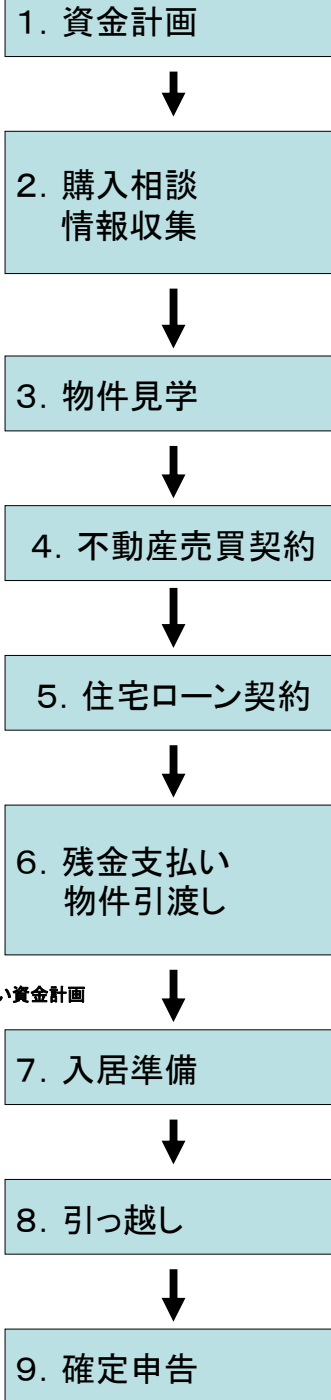 1. 資金計画
2. 購入相談
情報収集
3. 物件見学
4. 不動産売買契約
5. 住宅ローン契約
6. 残金支払い
物件引渡し
い資金計画
7. 入居準備
8. 引っ越し
9. 確定申告